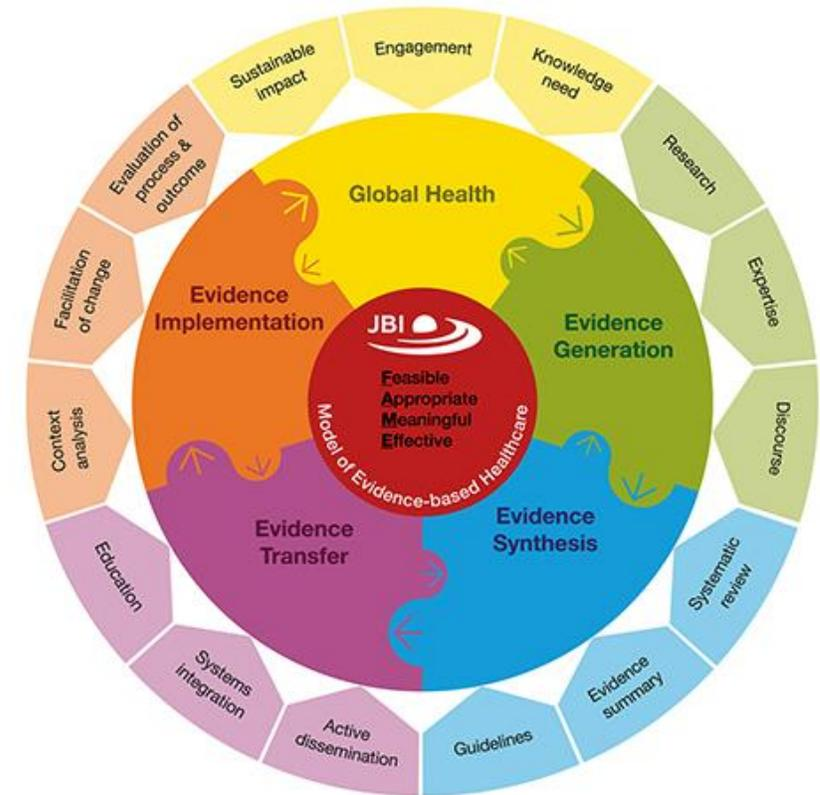 Engagement
Knowledge
need
Research
Expertise
Discourse
Systematic
review
Evidence
summary
Guidelines
Active
dissemination
Systems
integration
Education
Context
analysis
Facilitation
of change
Evaluation of
process &
outcome
Sustainable
impact
Global Health
Evidence
Generation
Evidence
Synthesis
Evidence
Transfer
Evidence
Implementation
JBI
Feasible
Appropriate
Meaningful
Effective
Model of Evidence-based Healthcare